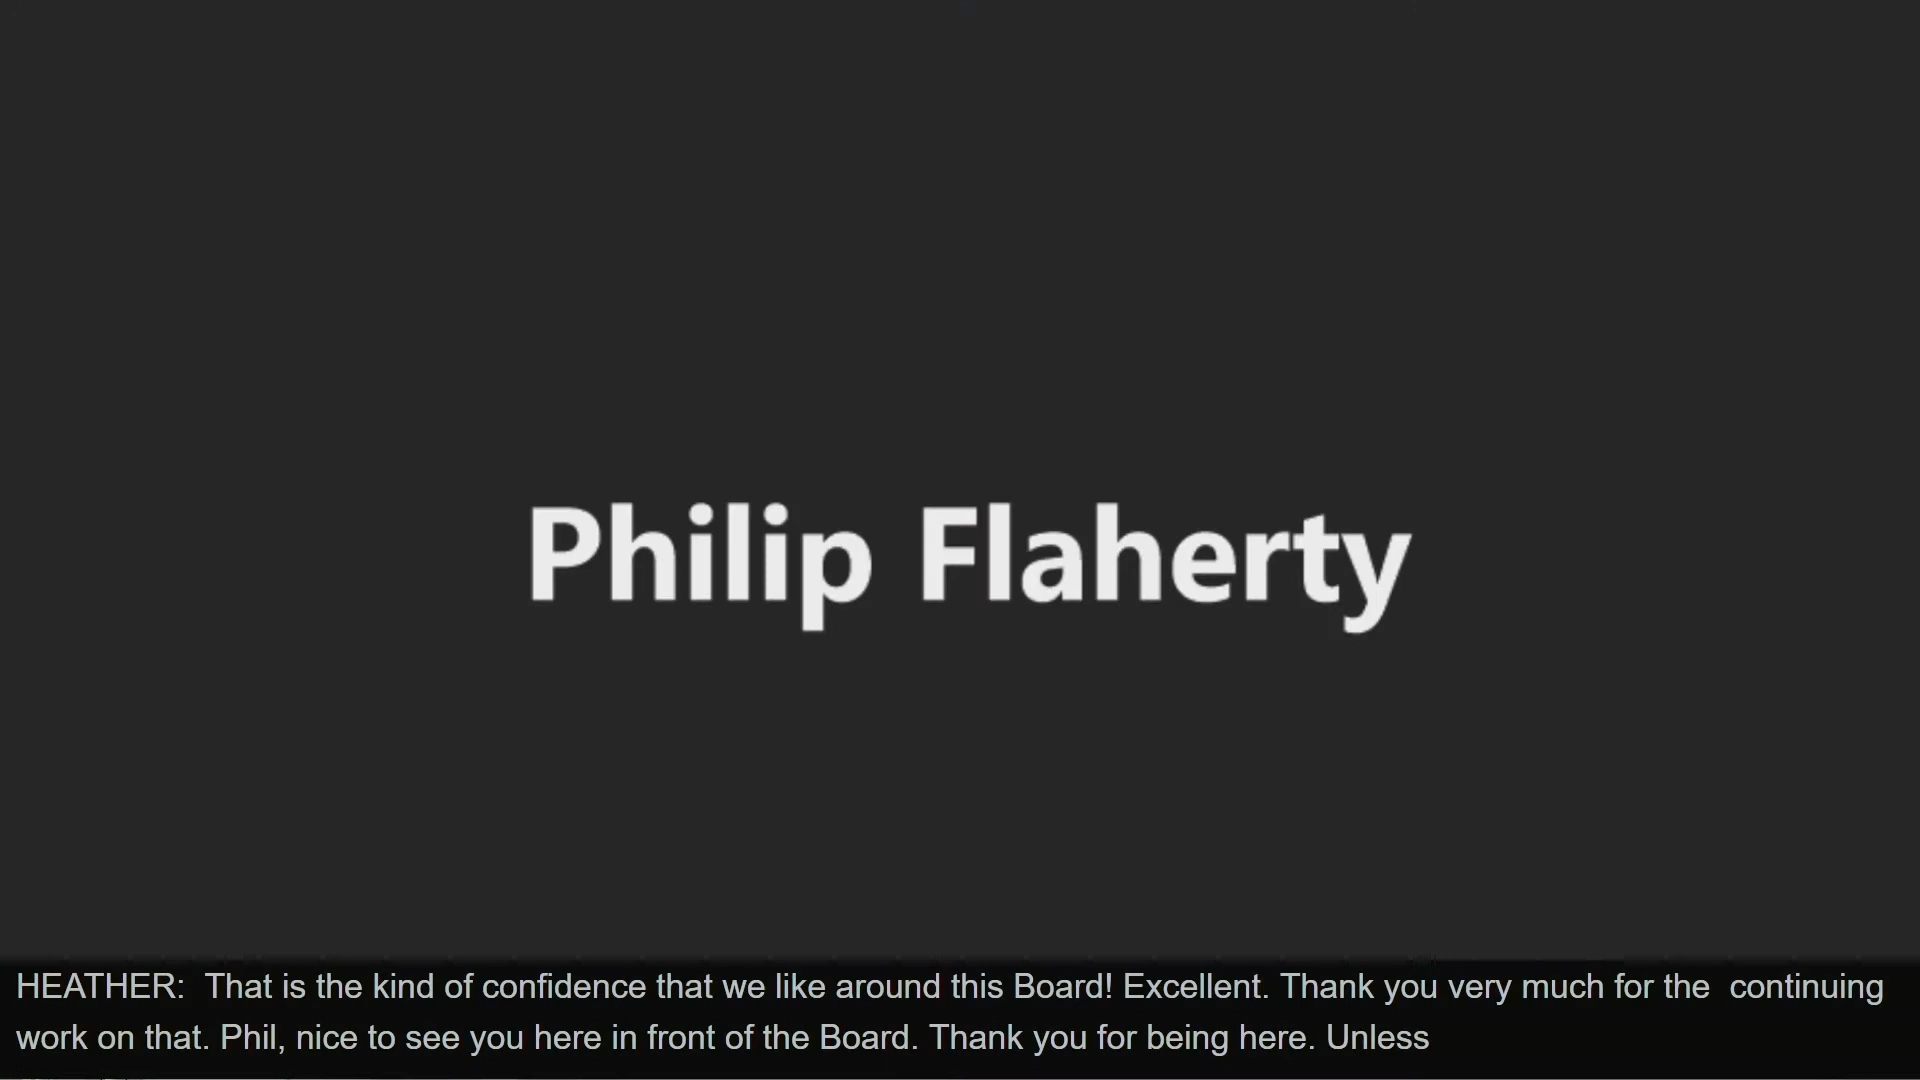 Philip Flaherty
HEATHER:  That is the kind of confidence that we like around this Board! Excellent. Thank you very much for the  continuing
work on that. Phil, nice to see you here in front of the Board. Thank you for being here. Unless